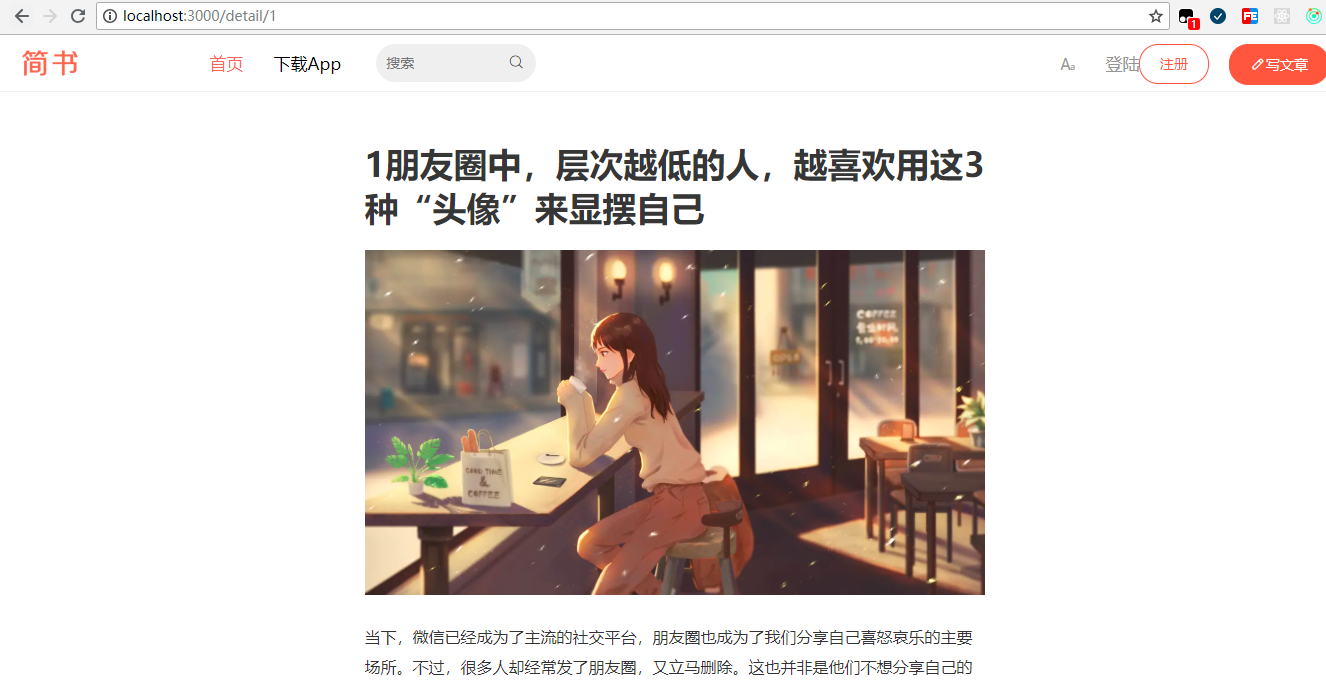 localhost:3000/detail/1
1
FE
简书
首页
下载App
搜索
Aa
登陆
注册
写文章
1朋友圈中，层次越低的人，越喜欢用这3
种“头像”来显摆自己
COFFEE
OPEN
GOOD TIME
&
COFFEE
当下，微信已经成为了主流的社交平台，朋友圈也成为了我们分享自己喜怒哀乐的主要
场所。不过，很多人却经常发了朋友圈，又立马删除。这也并非是他们不想分享自己的